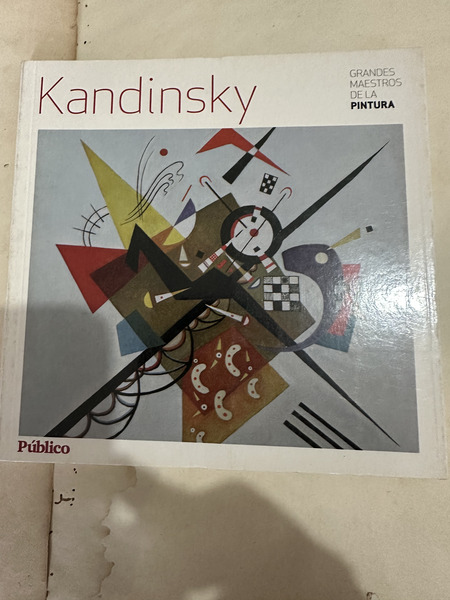 Kandinsky
GRANDES
MAESTROS
DE LA
PINTURA
Público